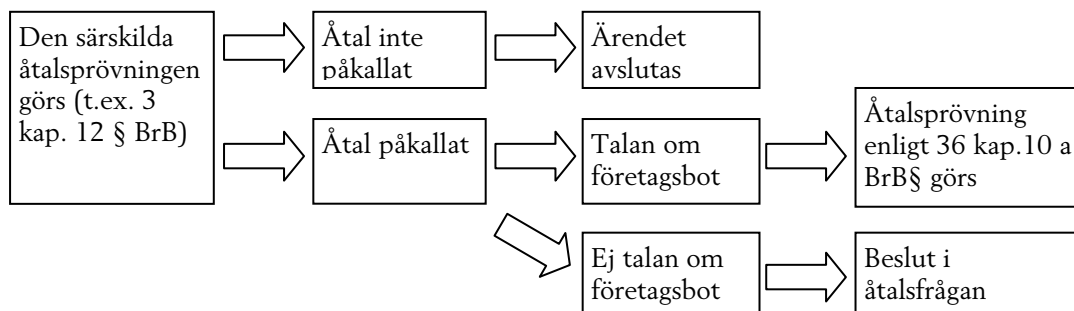 Den särskilda
åtalsprövningen
görs (t.ex. 3
kap. 12 § BrB)
Åtal inte
påkallat
Ärendet
avslutas
Åtal påkallat
Talan om
företagsbot
Åtalsprövning
enligt 36 kap.10 a
BrB§ görs
Ej talan om
företagsbot
Beslut i
åtalsfrågan